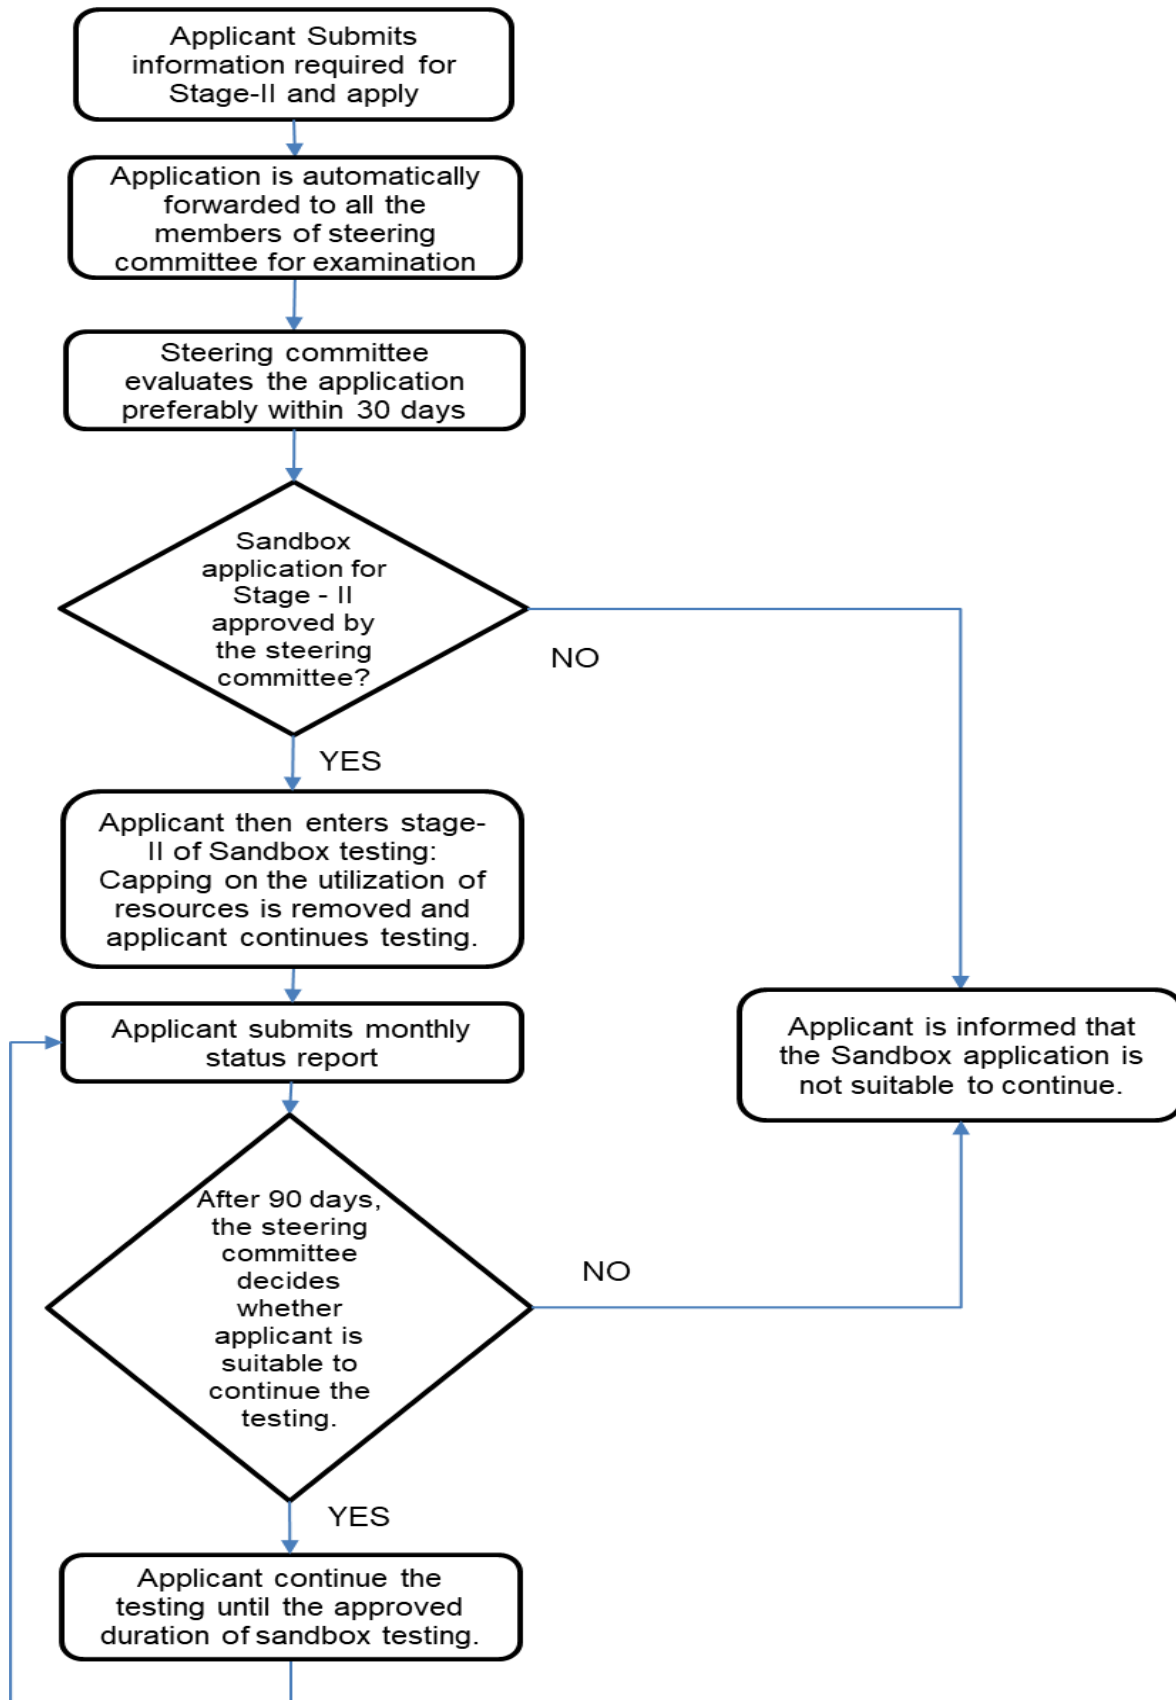 Applicant Submits
information required for
Stage-II and apply
Application is automatically
forwarded to all the
members of steering
committee for examination
Steering committee
evaluates the application
preferably within 30 days
Sandbox
application for
Stage - II
approved by
the steering
committee?
NO
YES
Applicant then enters stage-
II of Sandbox testing:
Capping on the utilization of
resources is removed and
applicant continues testing.
Applicant submits monthly
status report
Applicant is informed that
the Sandbox application is
not suitable to continue.
After 90 days,
the steering
committee
decides
whether
applicant is
suitable to
continue the
testing.
NO
YES
Applicant continue the
testing until the approved
duration of sandbox testing.